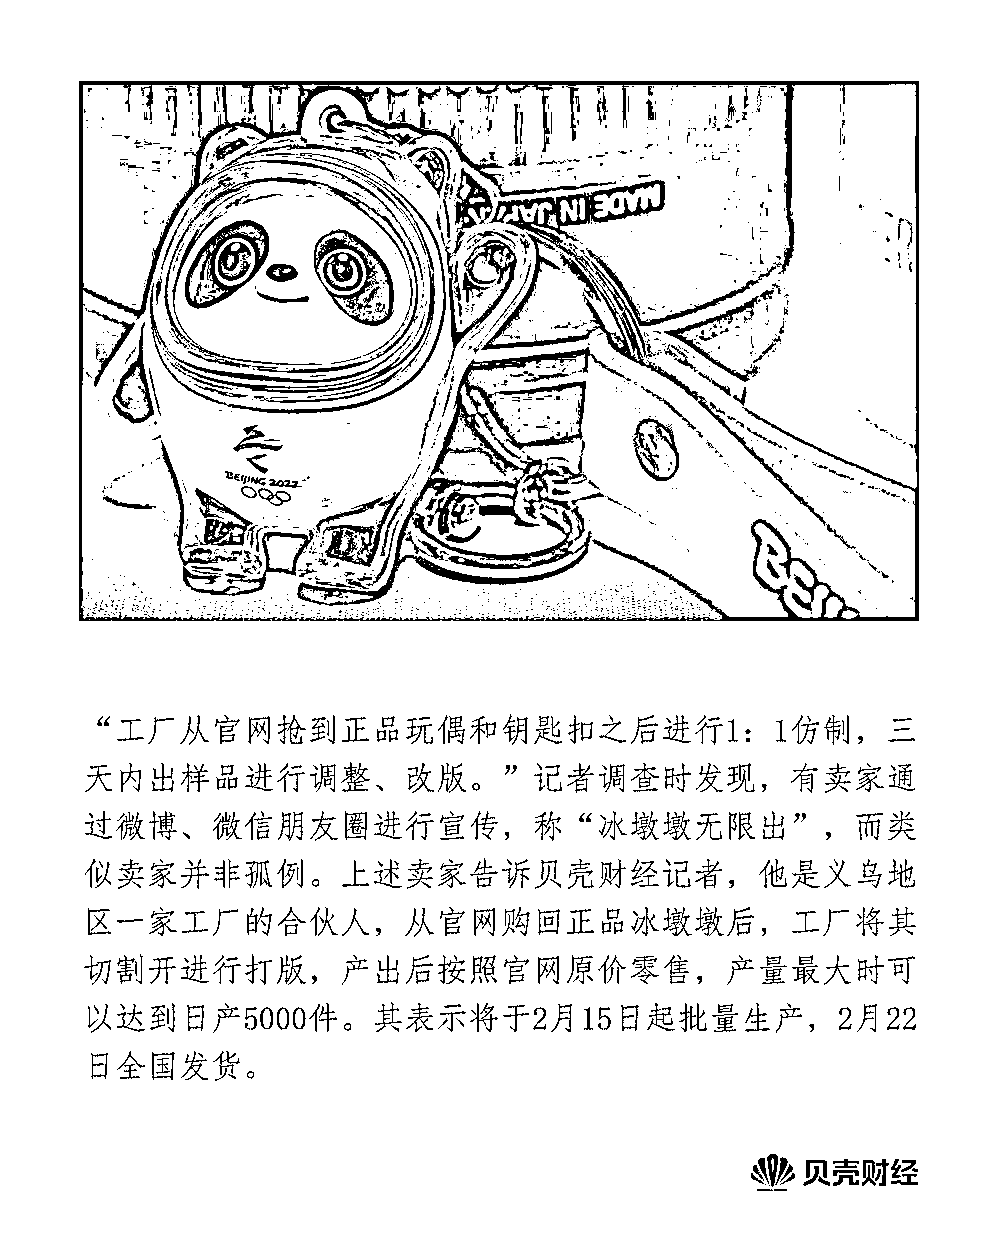 MADE IN JAPAN
BEIJING 2022
BEIJ
“工厂从官网抢到正品玩偶和钥匙扣之后进行1：1仿制，三
天内出样品进行调整、改版。”记者调查时发现，有卖家通
过微博、微信朋友圈进行宣传，称“冰墩墩无限出”，而类
似卖家并非孤例。上述卖家告诉贝壳财经记者，他是义乌地
区一家工厂的合伙人，从官网购回正品冰墩墩后，工厂将其
切割开进行打版，产出后按照官网原价零售，产量最大时可
以达到日产5000件。其表示将于2月15日起批量生产，2月22
日全国发货。
贝壳财经